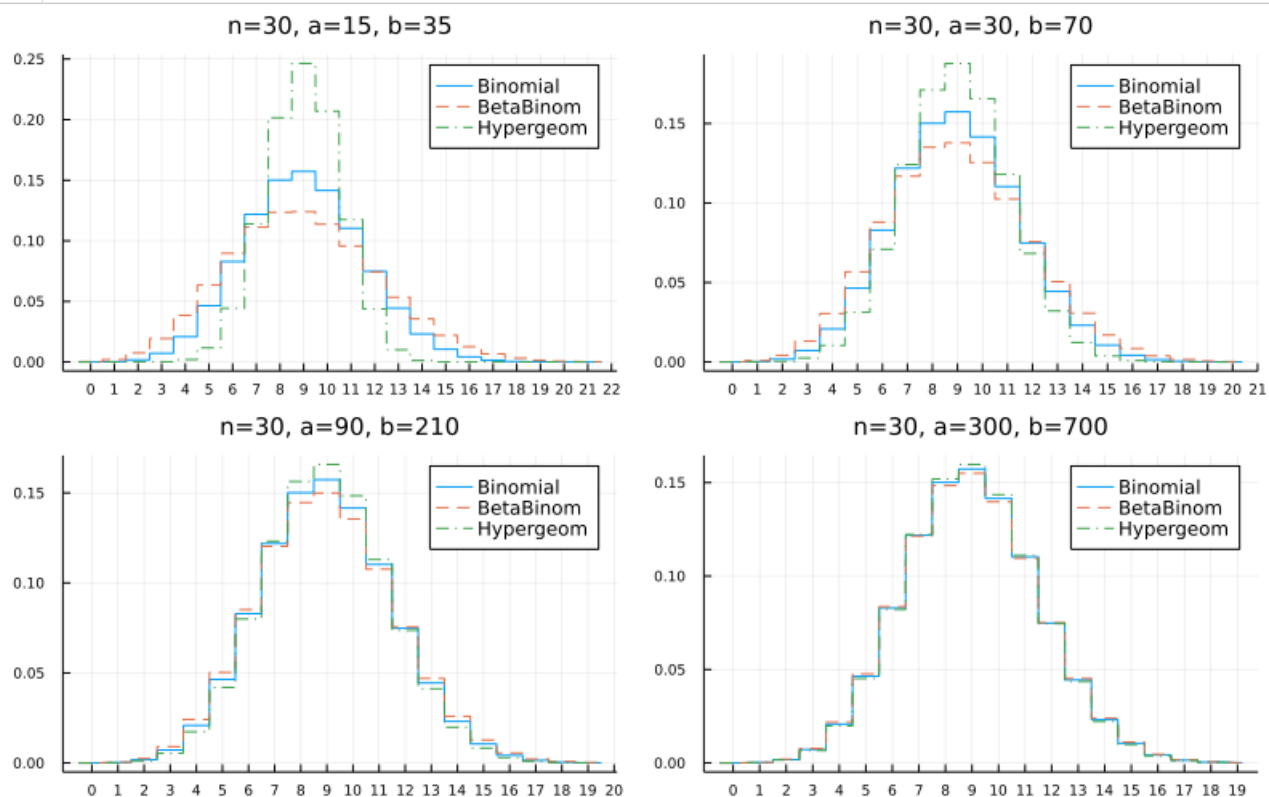 n=30, a=15, b=35
0.25
0.20
0.15
0.10
0.05
0.00
Binomial
BetaBinom
Hypergeom
0 1 2 3 4 5 6 7 8 9 10 11 12 13 14 15 16 17 18 19 20 21 22
n=30, a=30, b=70
0.15
0.10
0.05
0.00
Binomial
BetaBinom
Hypergeom
0 1 2 3 4 5 6 7 8 9 10 11 12 13 14 15 16 17 18 19 20 21
n=30, a=90, b=210
0.15
0.10
0.05
0.00
Binomial
BetaBinom
Hypergeom
0 1 2 3 4 5 6 7 8 9 10 11 12 13 14 15 16 17 18 19 20
n=30, a=300, b=700
0.15
0.10
0.05
0.00
Binomial
BetaBinom
Hypergeom
0 1 2 3 4 5 6 7 8 9 10 11 12 13 14 15 16 17 18 19